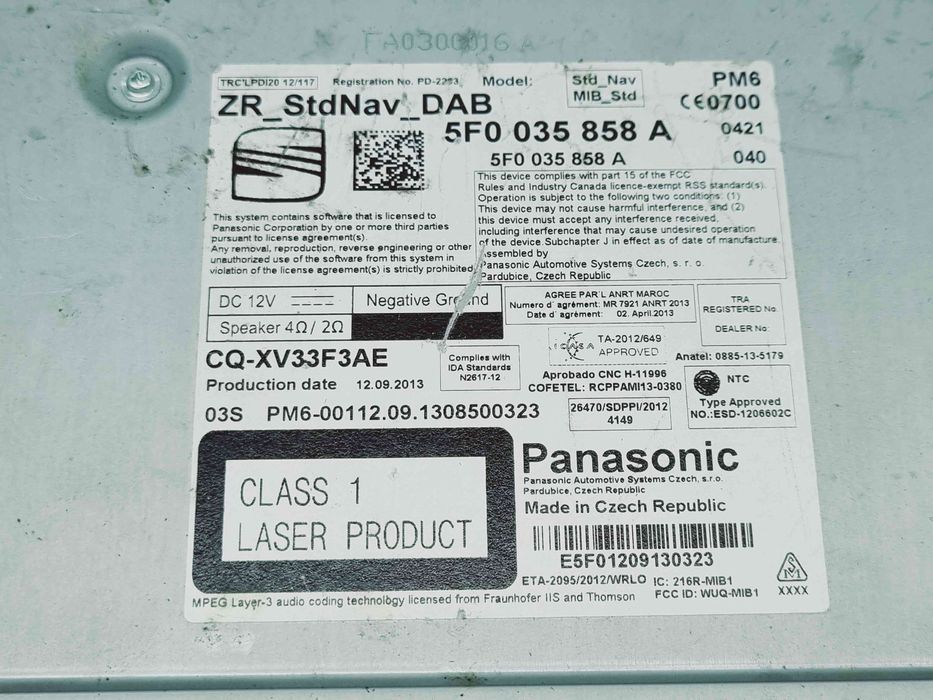 FA0300016 A
TRC'LPDI20 12/117
Registration No. PD-2283
Model:
Std_Nav
MIB_Std
PM6
ZR_StdNav_DAB
CE0700
5F0 035 858 A
0421
5F0 035 858 A
040
This device complies with part 15 of the FCC
Rules and Industry Canada licence-exempt RSS standard(s).
Operation is subject to the following two conditions: (1)
This device may not cause harmful interference, and (2)
this device must accept any interference received,
including interference that may cause undesired operation
of the device.Subchapter J in effect as of date of manufacture.
Assembled by
Panasonic Automotive Systems Czech, s. r. o.
Pardubice, Czech Republic
This system contains software that is licensed to
Panasonic Corporation by one or more third parties
pursuant to license agreement(s).
Any removal, reproduction, reverse engineering or other
unauthorized use of the software from this system in
violation of the license agreement(s) is strictly prohibited.
DC 12V
Negative Ground
Speaker 4Ω / 2Ω
AGREE PAR'L ANRT MAROC
Numero d´agrément: MR 7921 ANRT 2013
Date d´agrément: 02. April.2013
TRA
REGISTERED No.
DEALER No:
ICASA
TA-2012/649
APPROVED
CQ-XV33F3AE
Complies with
IDA Standards
N2617-12
Anatel: 0885-13-5179
Production date 12.09.2013
Aprobado CNC H-11996
COFETEL: RCPPAMI13-0380
NTC
Type Approved
NO.:ESD-1206602C
03S PM6-00112.09.1308500323
26470/SDPPI/2012
4149
CLASS 1
LASER PRODUCT
Panasonic
Panasonic Automotive Systems Czech, s.r.o.
Pardubice, Czech Republic
Made in Czech Republic
E5F01209130323
ETA-2095/2012/WRLO
IC: 216R-MIB1
FCC ID: WUQ-MIB1
SM
XXXX
MPEG Layer-3 audio coding technology licensed from Fraunhofer IIS and Thomson